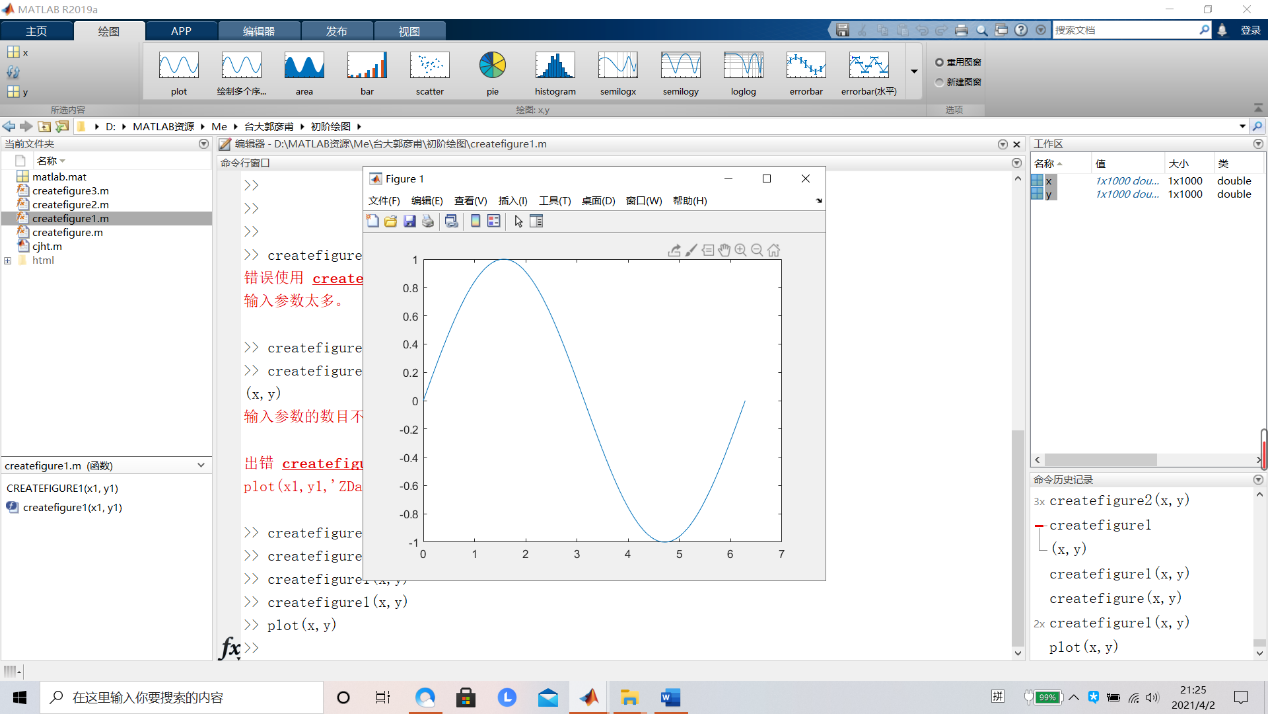 MATLAB R2019a
主页 绘图 APP 编辑器 发布 视图
搜索文档
登录
x
y
plot 绘制多个序... area bar scatter pie histogram semilogx semilogy loglog errorbar errorbar(水平)
重用图窗
新建图窗
所选内容 绘图: x,y 选项
D: MATLAB资源 Me 台大郭彦甫 初阶绘图
当前文件夹
名称
matlab.mat
createfigure3.m
createfigure2.m
createfigure1.m
createfigure.m
cjht.m
html
createfigure1.m (函数)
CREATEFIGURE1(x1, y1)
createfigure1(x1, y1)
编辑器 - D:\MATLAB资源\Me\台大郭彦甫\初阶绘图\createfigure1.m
命令行窗口
>>
>>
>>
>> createfigure
错误使用 create
输入参数太多。
>> createfigure
>> createfigure
(x,y)
输入参数的数目不
出错 createfigu
plot(x1,y1,'ZDa
>> createfigure
>> createfigure
>> createfigure1(x,y)
>> createfigure1(x,y)
>> plot(x,y)
fx >>
Figure 1
文件(F) 编辑(E) 查看(V) 插入(I) 工具(T) 桌面(D) 窗口(W) 帮助(H)
1
0.8
0.6
0.4
0.2
0
-0.2
-0.4
-0.6
-0.8
-1
0 1 2 3 4 5 6 7
工作区
名称 值 大小 类
x 1x1000 dou... 1x1000 double
y 1x1000 dou... 1x1000 double
命令历史记录
3x createfigure2(x,y)
createfigure1
(x,y)
createfigure1(x,y)
createfigure(x,y)
2x createfigure1(x,y)
plot(x,y)
在这里输入你要搜索的内容
拼
99%
21:25
2021/4/2